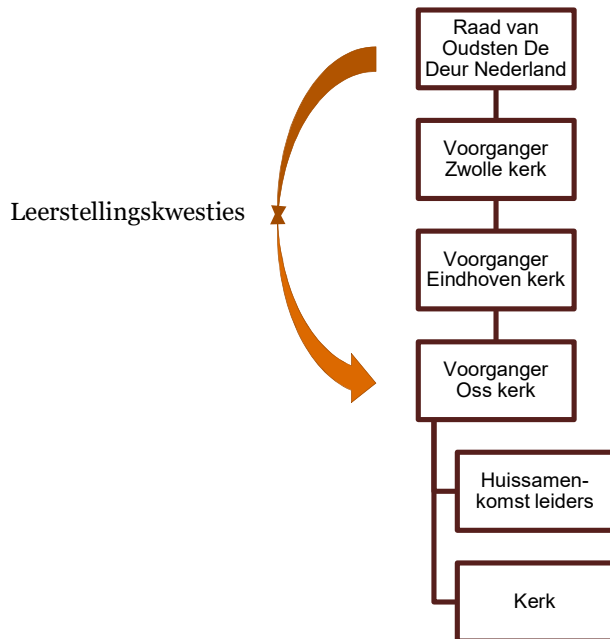 Raad van
Oudsten De
Deur Nederland
Voorganger
Zwolle kerk
Leerstellingskwesties
Voorganger
Eindhoven kerk
Voorganger
Oss kerk
Huissamen-
komst leiders
Kerk